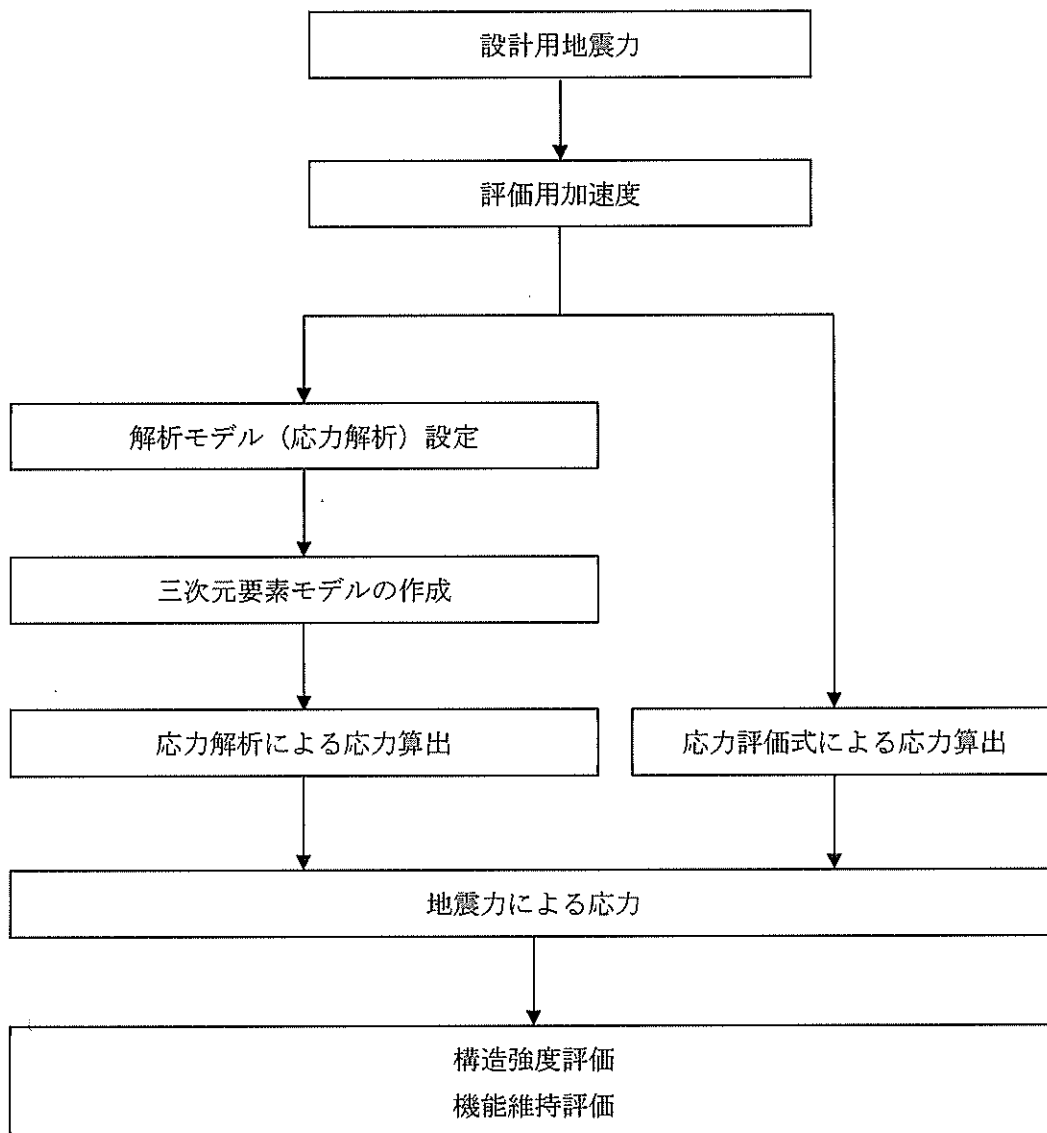 設計用地震力
評価用加速度
解析モデル（応力解析）設定
三次元要素モデルの作成
応力解析による応力算出
応力評価式による応力算出
地震力による応力
構造強度評価
機能維持評価